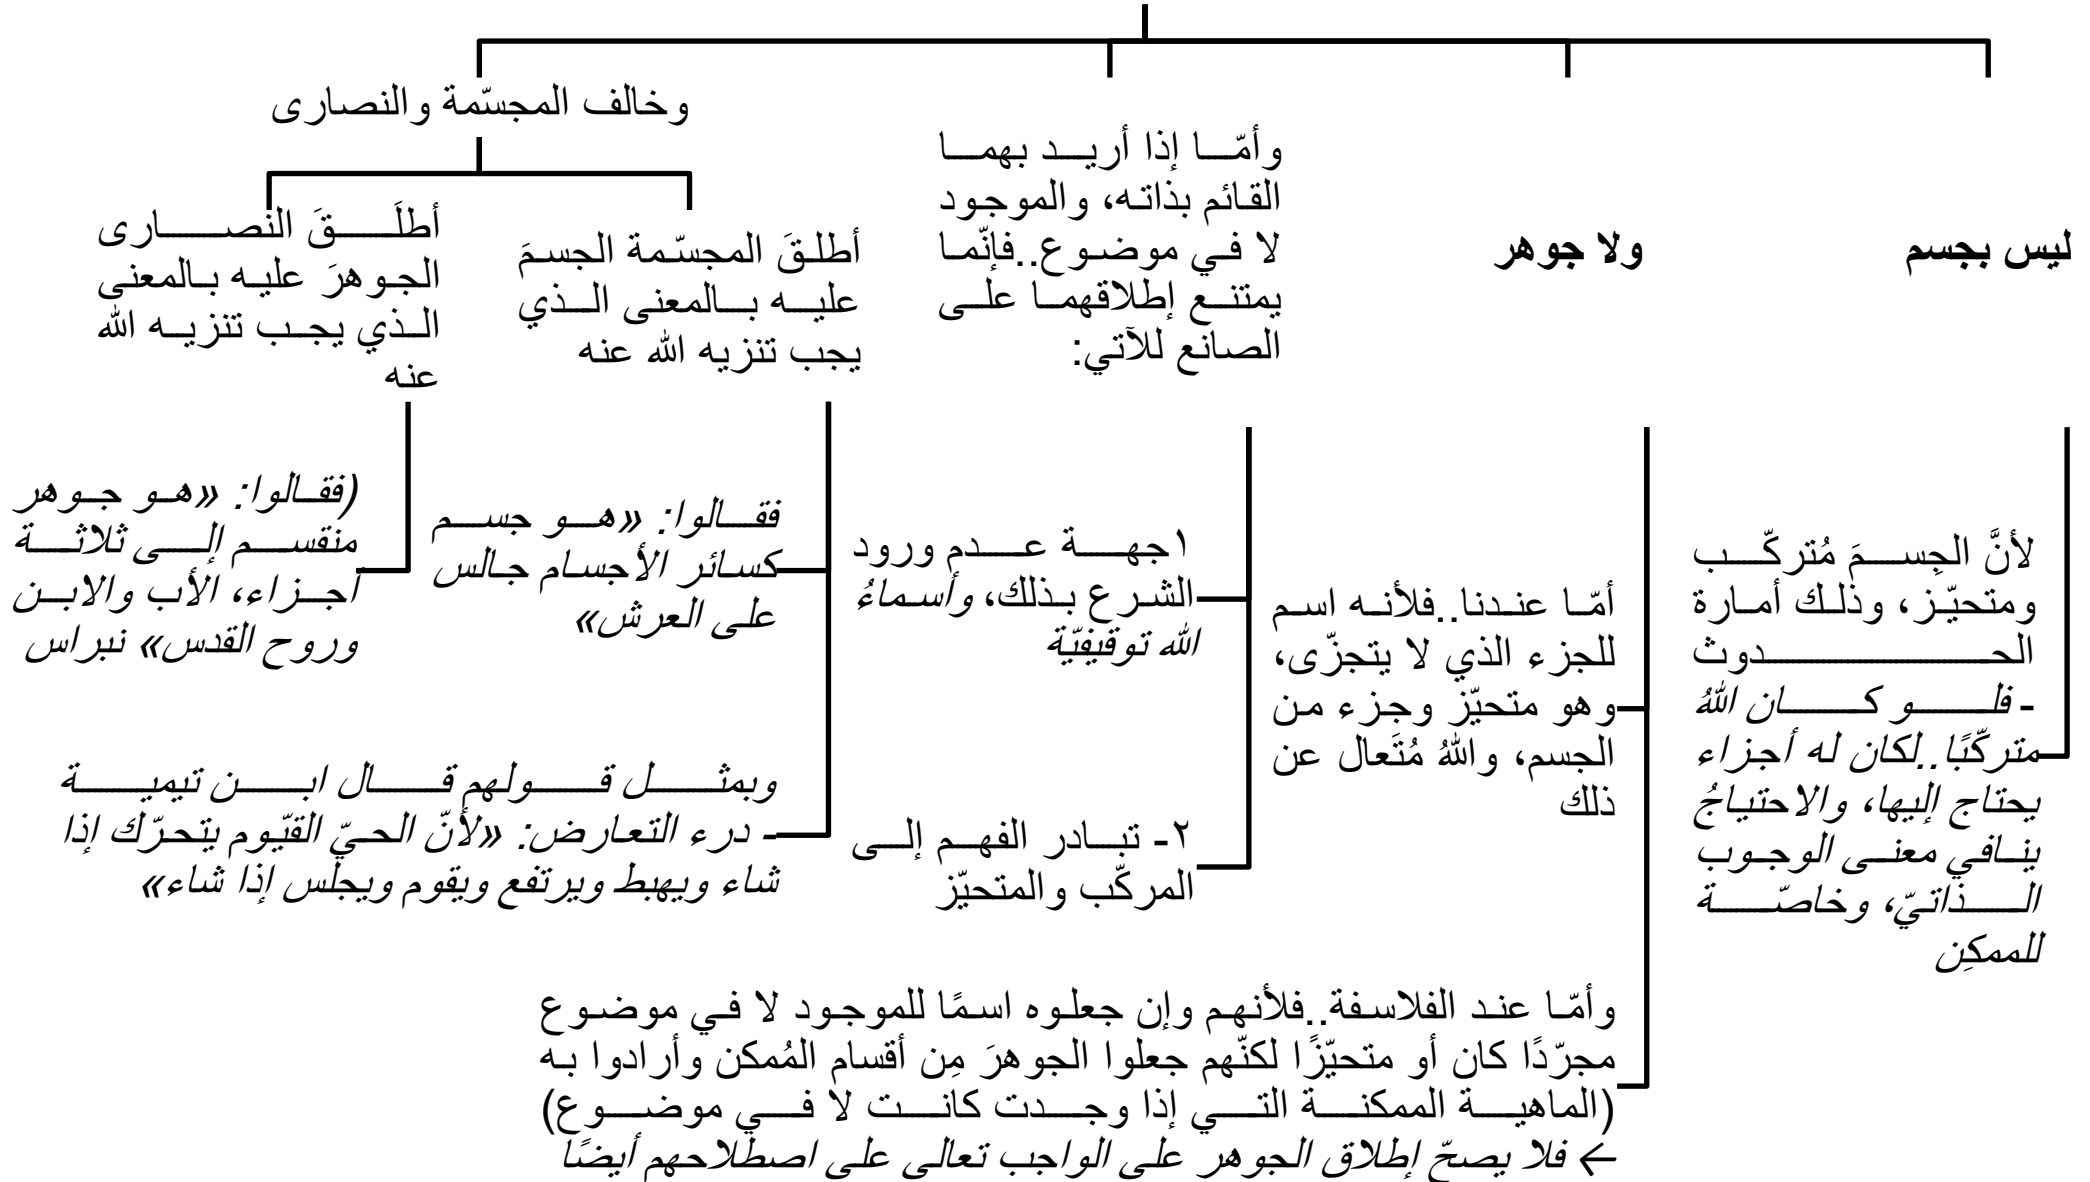 ليس بجسم
لأنَّ الجِسمَ مُتركّب
ومتحيّز، وذلك أمارة
الحدوث
- فلو كان اللهُ
متركّبًا..لكان له أجزاء
يحتاج إليها، والاحتياجُ
ينافي معنى الوجوب
الذاتيّ، وخاصّة
للممكِن
ولا جوهر
أمّا عندنا..فلأنه اسم
للجزء الذي لا يتجزّى،
وهو متحيّز وجزء من
الجسم، واللهُ مُتَعال عن
ذلك
وأمّا عند الفلاسفة..فلأنهم وإن جعلوه اسمًا للموجود لا في موضوع
مجرّدًا كان أو متحيّزًا لكنّهم جعلوا الجوهرَ مِن أقسام المُمكن وأرادوا به
(الماهية الممكنة التي إذا وجدت كانت لا في موضوع)
← فلا يصحّ إطلاق الجوهر على الواجب تعالى على اصطلاحهم أيضًا
وأمّا إذا أريد بهما
القائم بذاته، والموجود
لا في موضوع..فإنّما
يمتنع إطلاقهما على
الصانع للآتي:
١جهة عدم ورود
الشرع بذلك، وأسماءُ
الله توقيفيّة
٢- تبادر الفهم إلى
المركّب والمتحيّز
وخالف المجسّمة والنصارى
أطلقَ المجسّمة الجسمَ
عليه بالمعنى الذي
يجب تنزيه الله عنه
فقالوا: «هو جسم
كسائر الأجسام جالس
على العرش»
وبمثل قولهم قال ابن تيمية
- درء التعارض: «لأنّ الحيّ القيّوم يتحرّك إذا
شاء ويهبط ويرتفع ويقوم ويجلس إذا شاء»
أطلَقَ النصارى
الجوهرَ عليه بالمعنى
الذي يجب تنزيه الله
عنه
(فقالوا: «هو جوهر
منقسم إلى ثلاثة
أجزاء، الأب والابن
وروح القدس» نبراس